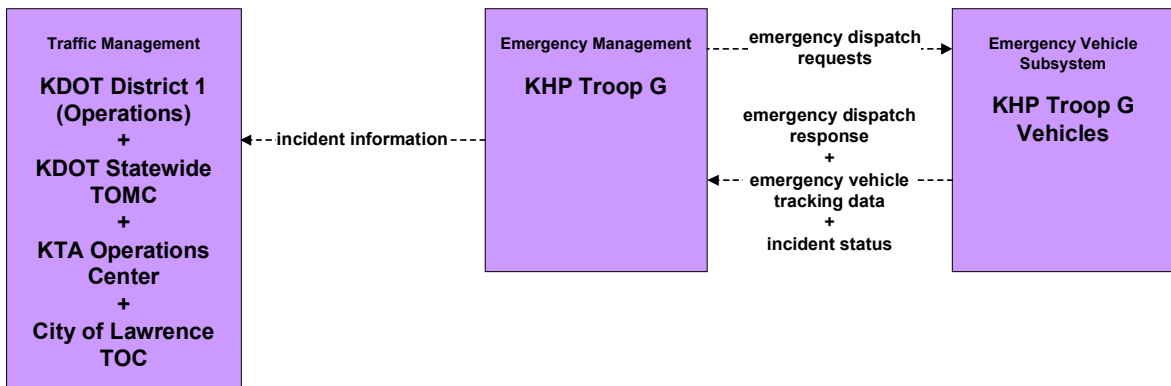 Traffic Management
KDOT District 1
(Operations)
+
KDOT Statewide
TOMC
+
KTA Operations
Center
+
City of Lawrence
TOC
incident information
Emergency Management
KHP Troop G
emergency dispatch
requests
emergency dispatch
response
+
emergency vehicle
tracking data
+
incident status
Emergency Vehicle
Subsystem
KHP Troop G
Vehicles